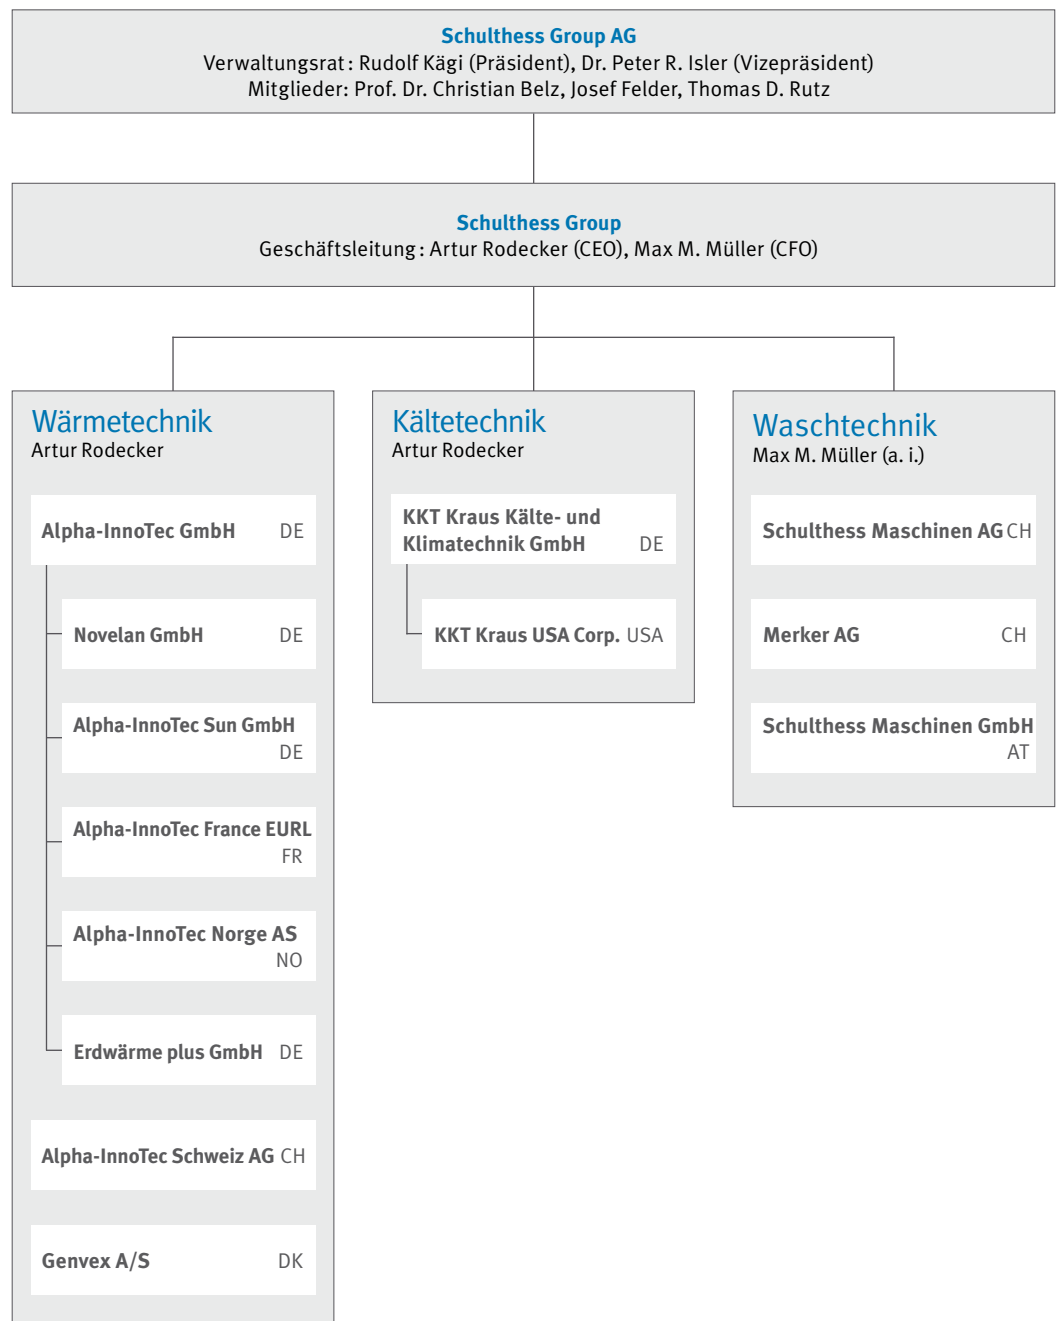 Schulthess Group AG
Verwaltungsrat: Rudolf Kägi (Präsident), Dr. Peter R. Isler (Vizepräsident)
Mitglieder: Prof. Dr. Christian Belz, Josef Felder, Thomas D. Rutz
Schulthess Group
Geschäftsleitung: Artur Rodecker (CEO), Max M. Müller (CFO)
Wärmetechnik
Artur Rodecker
Alpha-InnoTec GmbH DE
Novelan GmbH DE
Alpha-InnoTec Sun GmbH
DE
Alpha-InnoTec France EURL
FR
Alpha-InnoTec Norge AS
NO
Erdwärme plus GmbH DE
Alpha-InnoTec Schweiz AG CH
Genvex A/S DK
Kältetechnik
Artur Rodecker
KKT Kraus Kälte- und
Klimatechnik GmbH DE
KKT Kraus USA Corp. USA
Waschtechnik
Max M. Müller (a. i.)
Schulthess Maschinen AG CH
Merker AG CH
Schulthess Maschinen GmbH
AT